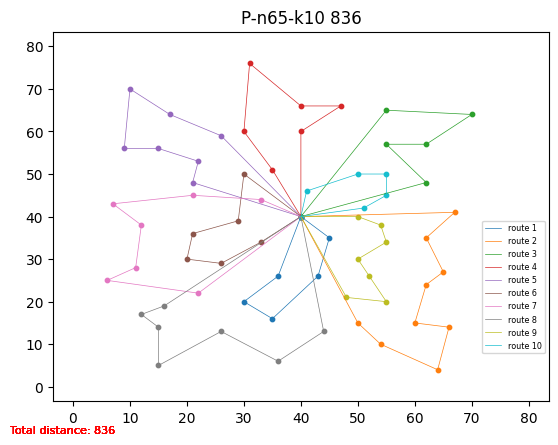 P-n65-k10 836
80
70
60
50
40
30
20
10
0
0 10 20 30 40 50 60 70 80
route 1
route 2
route 3
route 4
route 5
route 6
route 7
route 8
route 9
route 10
Total distance: 836